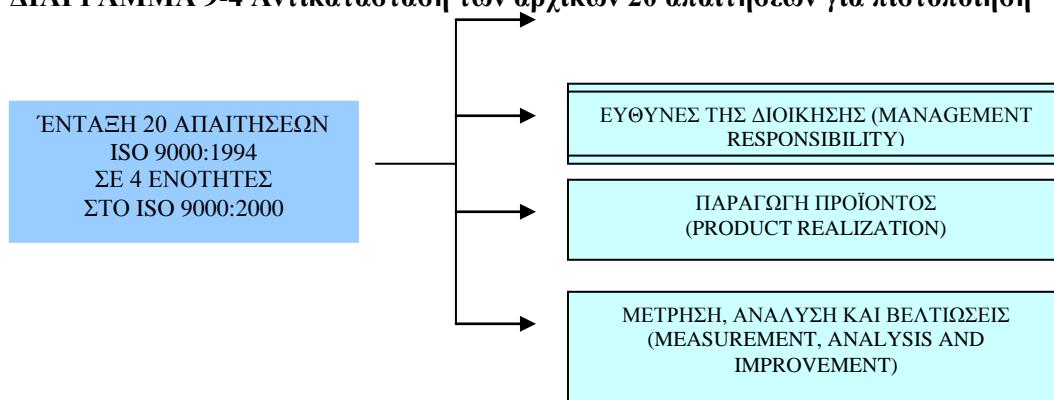 ΔΙΑΓΡΑΜΜΑ 9-4 Αντικατάσταση των αρχικών 20 απαιτήσεων για πιστοποίηση
ΈΝΤΑΞΗ 20 ΑΠΑΙΤΗΣΕΩΝ
ISO 9000:1994
ΣΕ 4 ΕΝΟΤΗΤΕΣ
ΣΤΟ ISO 9000:2000
ΕΥΘΥΝΕΣ ΤΗΣ ΔΙΟΙΚΗΣΗΣ (MANAGEMENT
RESPONSIBILITY)
ΠΑΡΑΓΩΓΗ ΠΡΟΪΟΝΤΟΣ
(PRODUCT REALIZATION)
ΜΕΤΡΗΣΗ, ΑΝΑΛΥΣΗ ΚΑΙ ΒΕΛΤΙΩΣΕΙΣ
(MEASUREMENT, ANALYSIS AND
IMPROVEMENT)